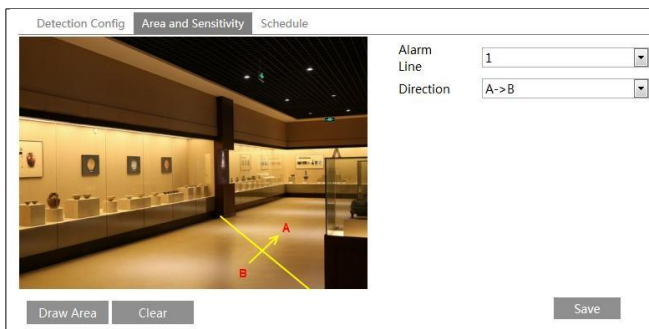 Detection Config Area and Sensitivity Schedule
Alarm Line 1
Direction A->B
A
B
Draw Area Clear Save